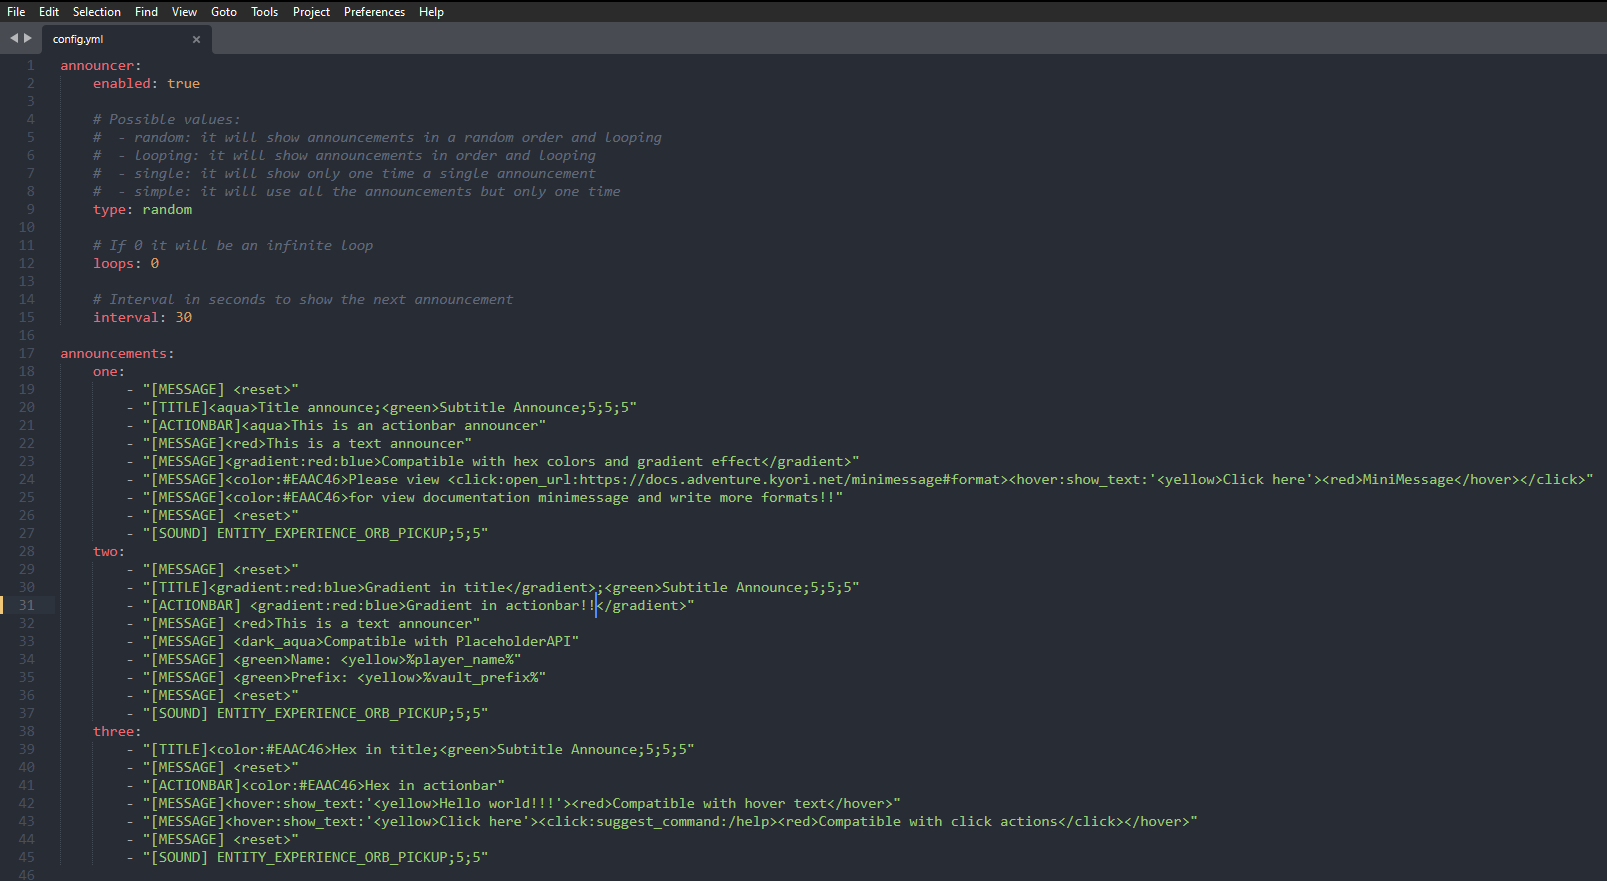 File Edit Selection Find View Goto Tools Project Preferences Help
config.yml
1 announcer:
2 enabled: true
3
4 # Possible values:
5 # - random: it will show announcements in a random order and looping
6 # - looping: it will show announcements in order and looping
7 # - single: it will show only one time a single announcement
8 # - simple: it will use all the announcements but only one time
9 type: random
10
11 # If 0 it will be an infinite loop
12 loops: 0
13
14 # Interval in seconds to show the next announcement
15 interval: 30
16
17 announcements:
18 one:
19 - "[MESSAGE] <reset>"
20 - "[TITLE]<aqua>Title announce;<green>Subtitle Announce;5;5;5"
21 - "[ACTIONBAR]<aqua>This is an actionbar announcer"
22 - "[MESSAGE]<red>This is a text announcer"
23 - "[MESSAGE]<gradient:red:blue>Compatible with hex colors and gradient effect</gradient>"
24 - "[MESSAGE]<color:#EAAC46>Please view <click:open_url:https://docs.adventure.kyori.net/minimessage#format><hover:show_text:'<yellow>Click here'><red>MiniMessage</hover></click>"
25 - "[MESSAGE]<color:#EAAC46>for view documentation minimessage and write more formats!!"
26 - "[MESSAGE] <reset>"
27 - "[SOUND] ENTITY_EXPERIENCE_ORB_PICKUP;5;5"
28 two:
29 - "[MESSAGE] <reset>"
30 - "[TITLE]<gradient:red:blue>Gradient in title</gradient>;<green>Subtitle Announce;5;5;5"
31 - "[ACTIONBAR] <gradient:red:blue>Gradient in actionbar!!</gradient>"
32 - "[MESSAGE] <red>This is a text announcer"
33 - "[MESSAGE] <dark_aqua>Compatible with PlaceholderAPI"
34 - "[MESSAGE] <green>Name: <yellow>%player_name%"
35 - "[MESSAGE] <green>Prefix: <yellow>%vault_prefix%"
36 - "[MESSAGE] <reset>"
37 - "[SOUND] ENTITY_EXPERIENCE_ORB_PICKUP;5;5"
38 three:
39 - "[TITLE]<color:#EAAC46>Hex in title;<green>Subtitle Announce;5;5;5"
40 - "[MESSAGE] <reset>"
41 - "[ACTIONBAR]<color:#EAAC46>Hex in actionbar"
42 - "[MESSAGE]<hover:show_text:'<yellow>Hello world!!!'><red>Compatible with hover text</hover>"
43 - "[MESSAGE]<hover:show_text:'<yellow>Click here'><click:suggest_command:/help><red>Compatible with click actions</click></hover>"
44 - "[MESSAGE] <reset>"
45 - "[SOUND] ENTITY_EXPERIENCE_ORB_PICKUP;5;5"
46